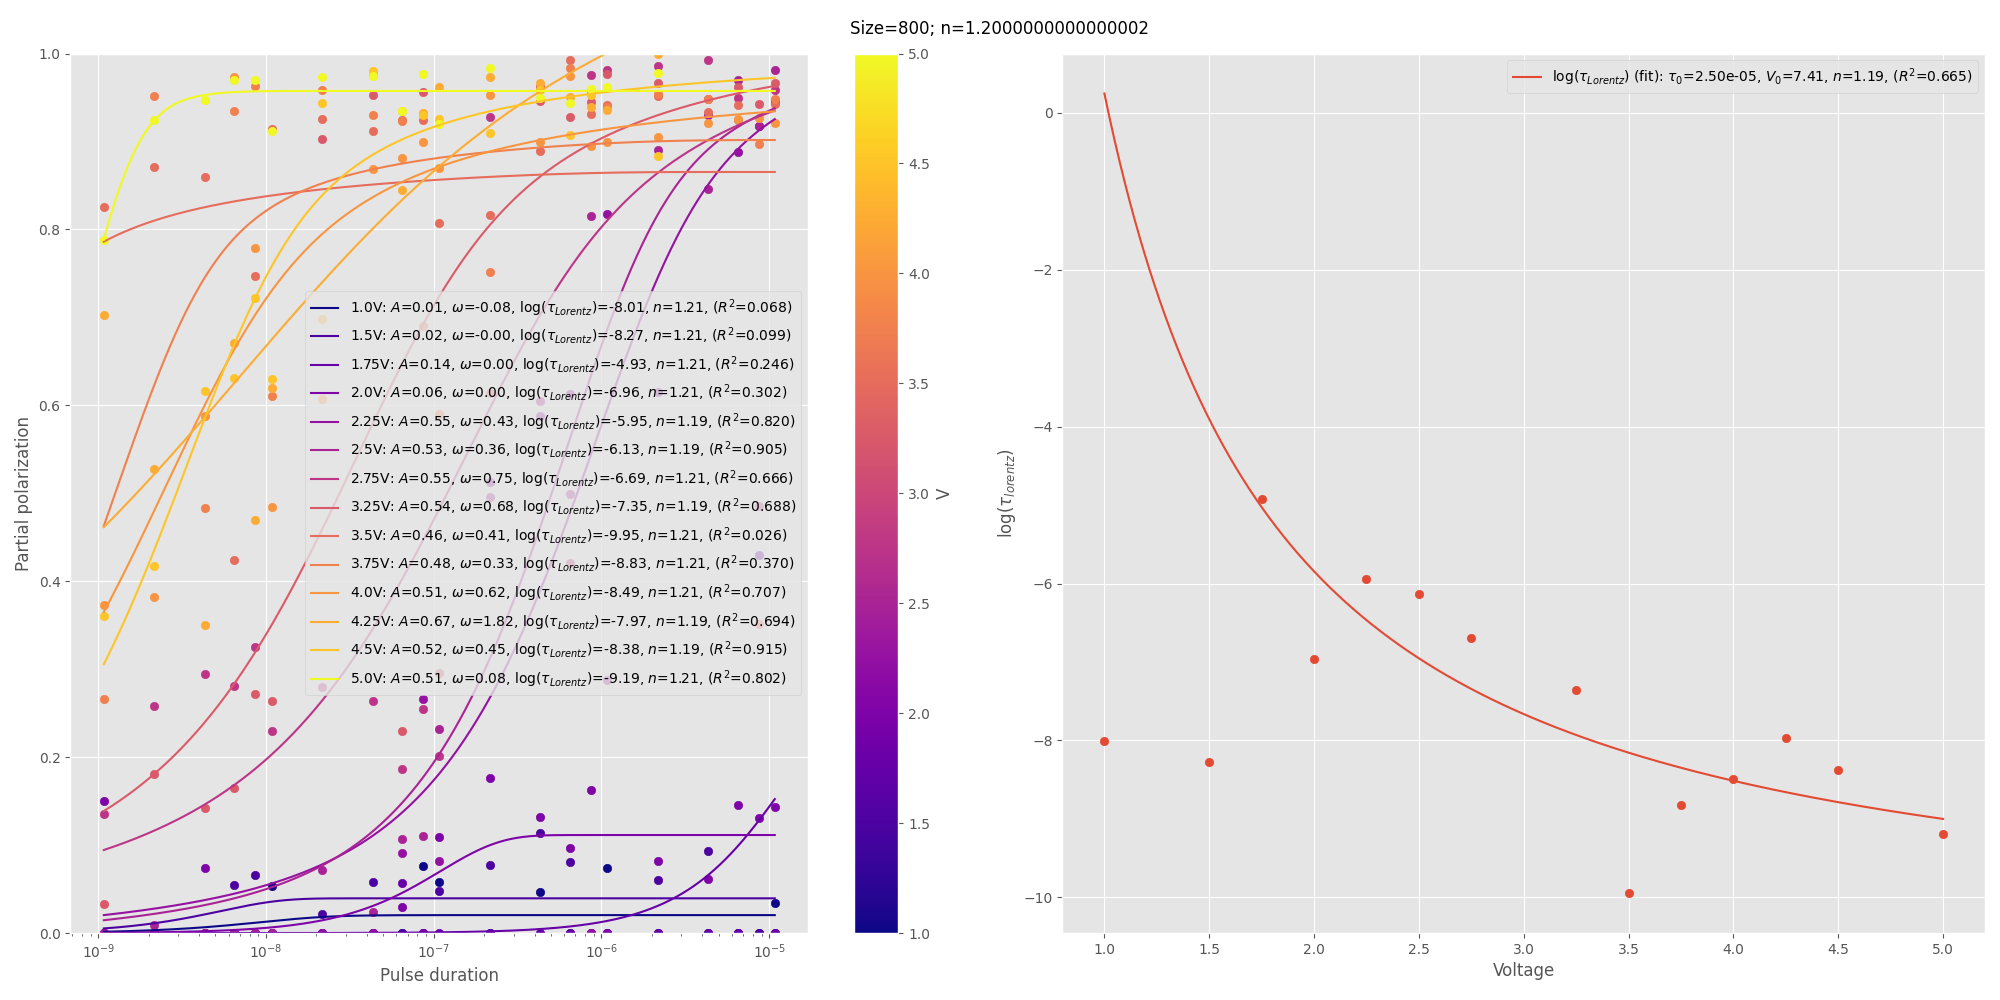 Size=800; n=1.2000000000000002
1.0
0.8
0.6
0.4
0.2
0.0
Partial polarization
1.0V: A=0.01, ω=-0.08, log(τ_Lorentz)=-8.01, n=1.21, (R²=0.068)
1.5V: A=0.02, ω=-0.00, log(τ_Lorentz)=-8.27, n=1.21, (R²=0.099)
1.75V: A=0.14, ω=0.00, log(τ_Lorentz)=-4.93, n=1.21, (R²=0.246)
2.0V: A=0.06, ω=0.00, log(τ_Lorentz)=-6.96, n=1.21, (R²=0.302)
2.25V: A=0.55, ω=0.43, log(τ_Lorentz)=-5.95, n=1.19, (R²=0.820)
2.5V: A=0.53, ω=0.36, log(τ_Lorentz)=-6.13, n=1.19, (R²=0.905)
2.75V: A=0.55, ω=0.75, log(τ_Lorentz)=-6.69, n=1.21, (R²=0.666)
3.25V: A=0.54, ω=0.68, log(τ_Lorentz)=-7.35, n=1.19, (R²=0.688)
3.5V: A=0.46, ω=0.41, log(τ_Lorentz)=-9.95, n=1.21, (R²=0.026)
3.75V: A=0.48, ω=0.33, log(τ_Lorentz)=-8.83, n=1.21, (R²=0.370)
4.0V: A=0.51, ω=0.62, log(τ_Lorentz)=-8.49, n=1.21, (R²=0.707)
4.25V: A=0.67, ω=1.82, log(τ_Lorentz)=-7.97, n=1.19, (R²=0.694)
4.5V: A=0.52, ω=0.45, log(τ_Lorentz)=-8.38, n=1.19, (R²=0.915)
5.0V: A=0.51, ω=0.08, log(τ_Lorentz)=-9.19, n=1.21, (R²=0.802)
10⁻⁹ 10⁻⁸ 10⁻⁷ 10⁻⁶ 10⁻⁵
Pulse duration
5.0
4.5
4.0
3.5
3.0
2.5
2.0
1.5
1.0
V
log(τ_Lorentz) (fit): τ₀=2.50e-05, V₀=7.41, n=1.19, (R²=0.665)
0
−2
−4
−6
−8
−10
log(τ_lorentz)
1.0 1.5 2.0 2.5 3.0 3.5 4.0 4.5 5.0
Voltage